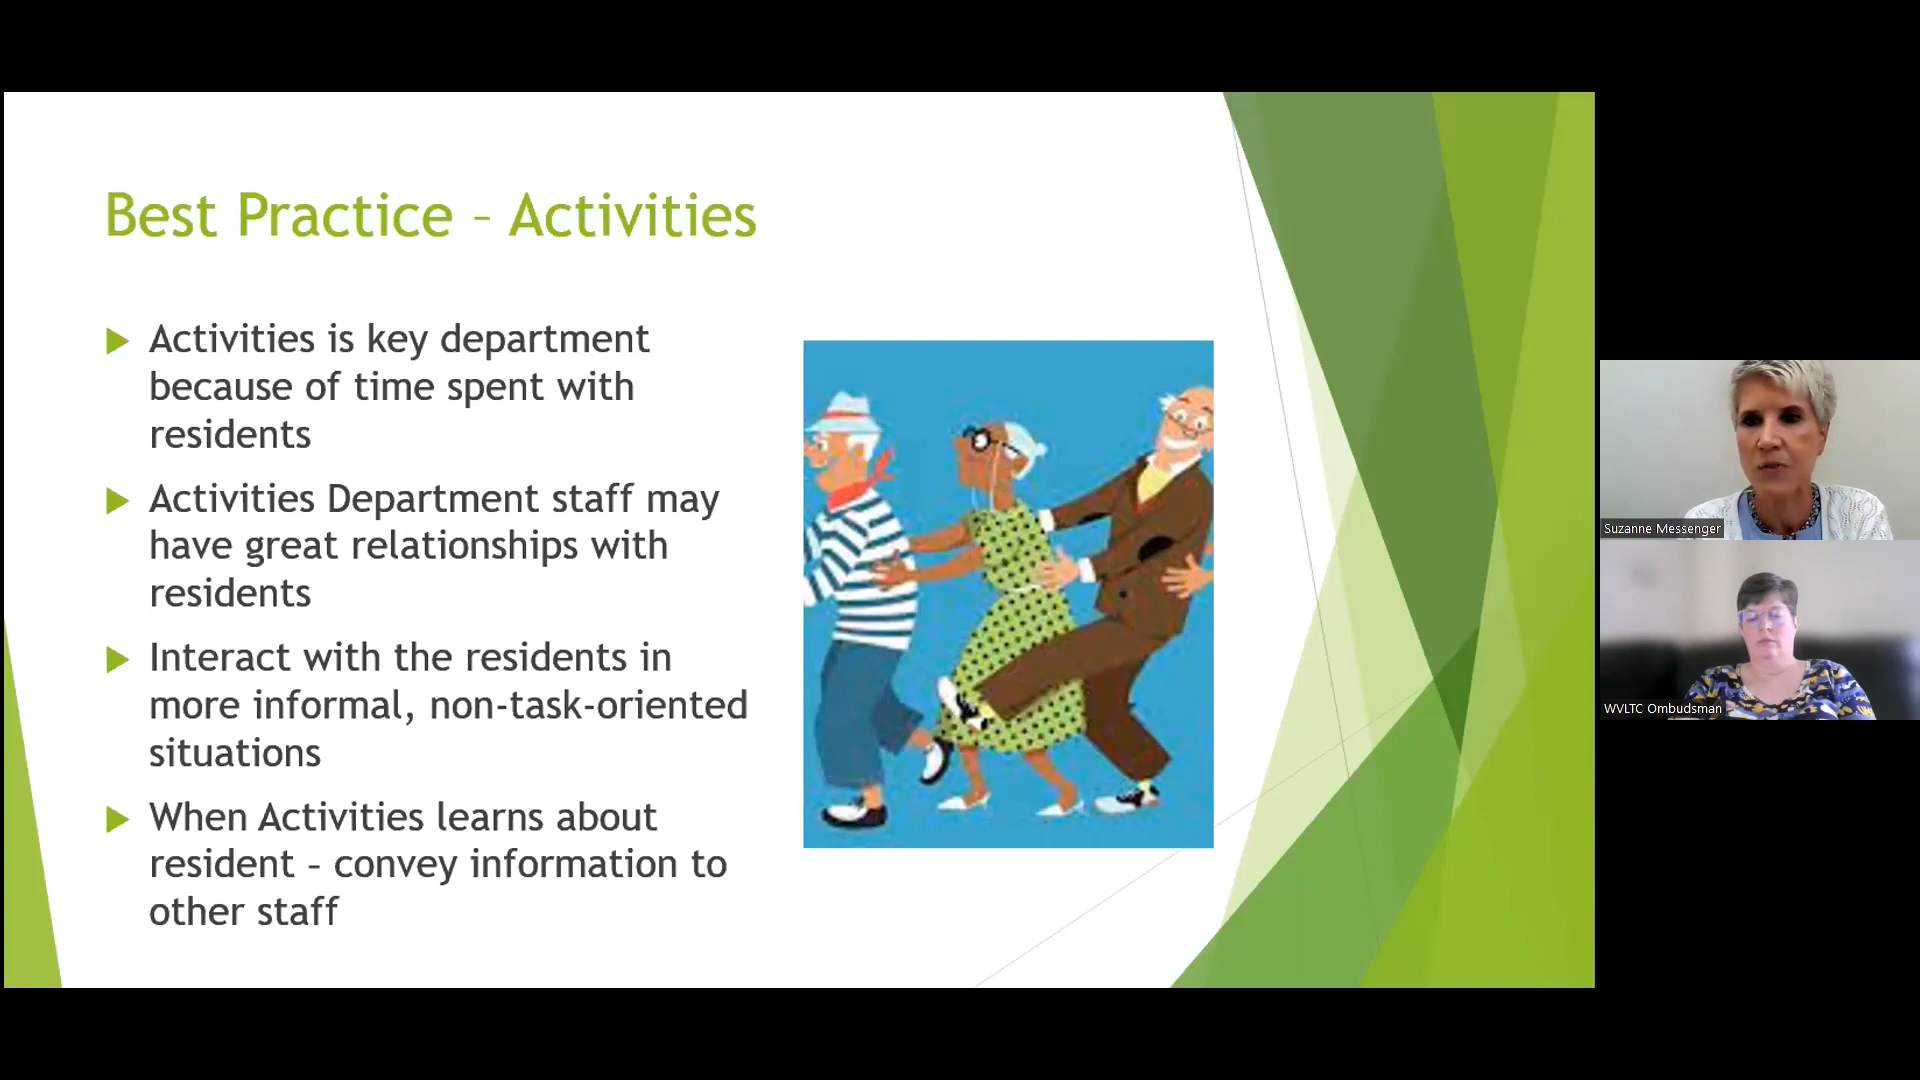 Best Practice – Activities
Activities is key department
because of time spent with
residents
Activities Department staff may
have great relationships with
residents
Interact with the residents in
more informal, non-task-oriented
situations
When Activities learns about
resident – convey information to
other staff
Suzanne Messenger
WVLTC Ombudsman